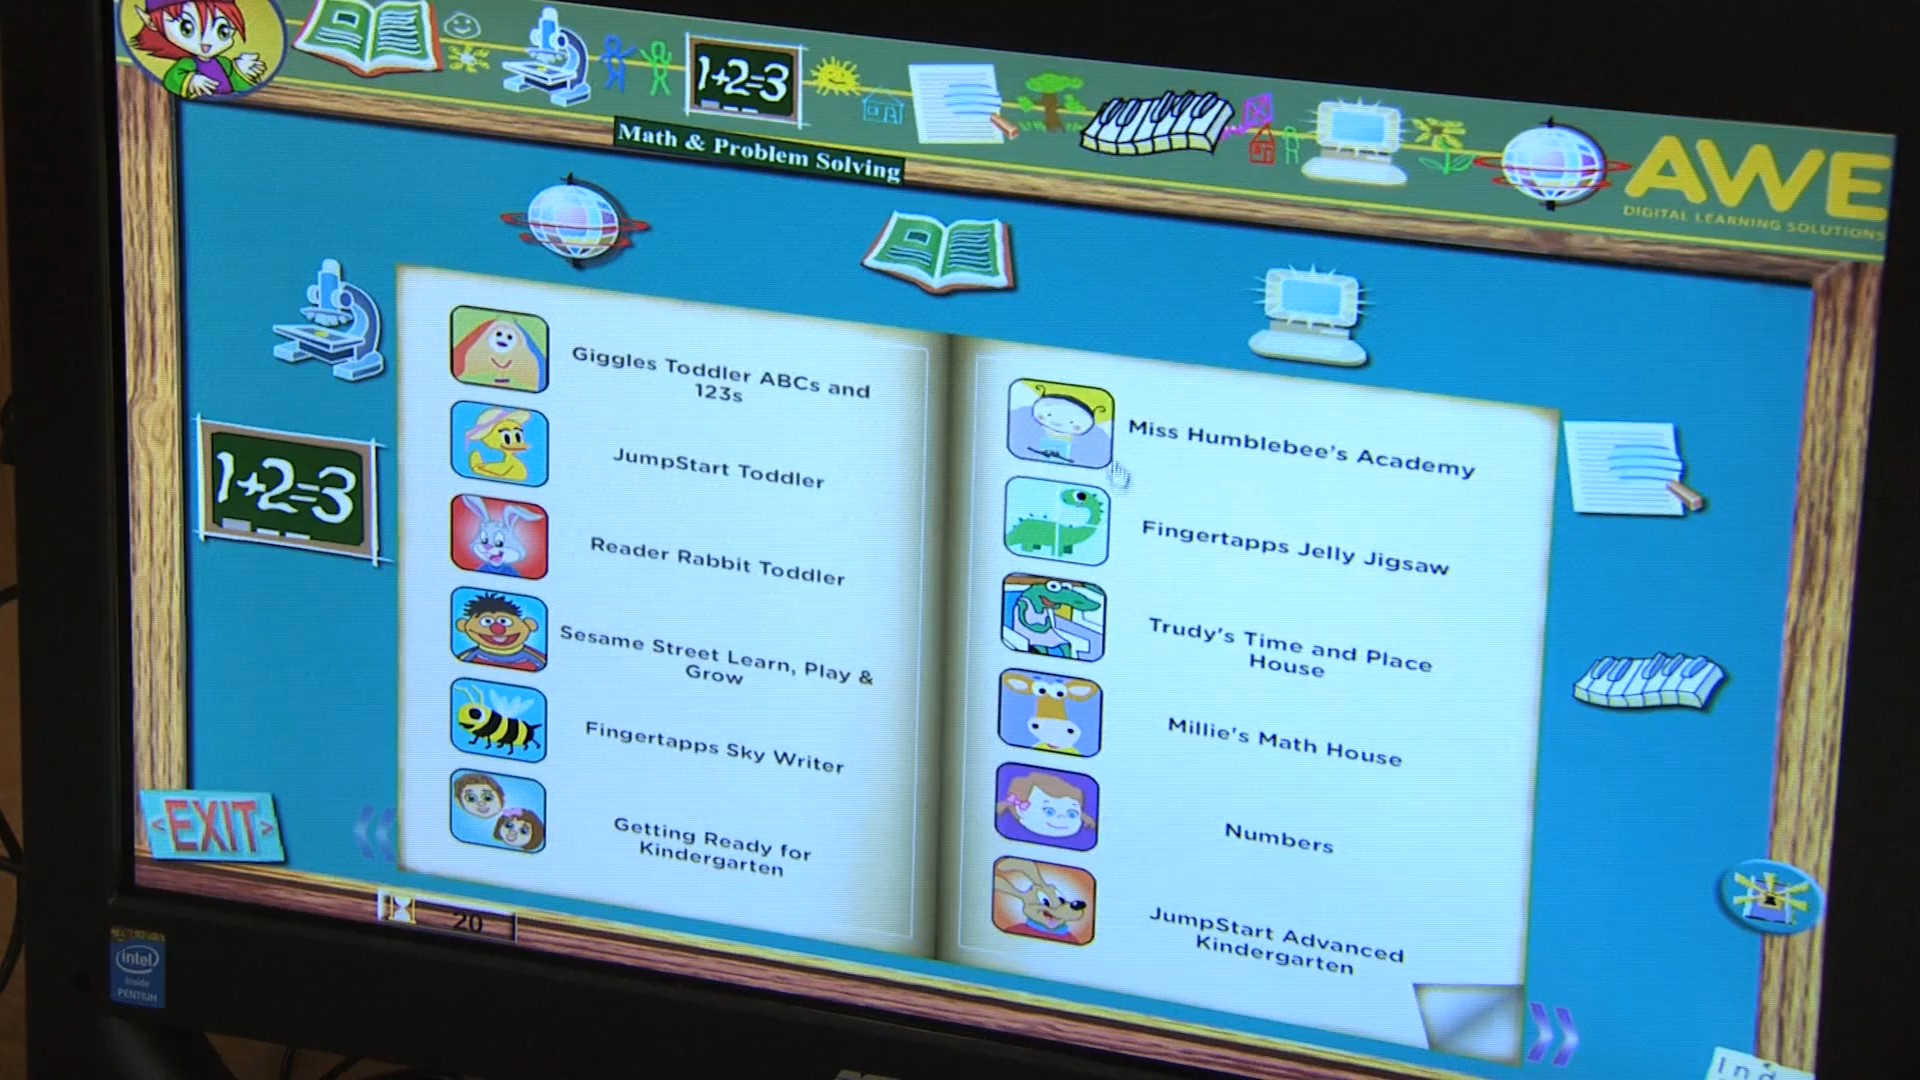 1+2=3
AWE
DIGITAL LEARNING SOLUTIONS
Math & Problem Solving
1+2=3
Giggles Toddler ABCs and
123s
JumpStart Toddler
Reader Rabbit Toddler
Sesame Street Learn, Play &
Grow
Fingertapps Sky Writer
Getting Ready for
Kindergarten
Miss Humblebee's Academy
Fingertapps Jelly Jigsaw
Trudy's Time and Place
House
Millie's Math House
Numbers
JumpStart Advanced
Kindergarten
<EXIT>
20
intel
inside
PENTIUM